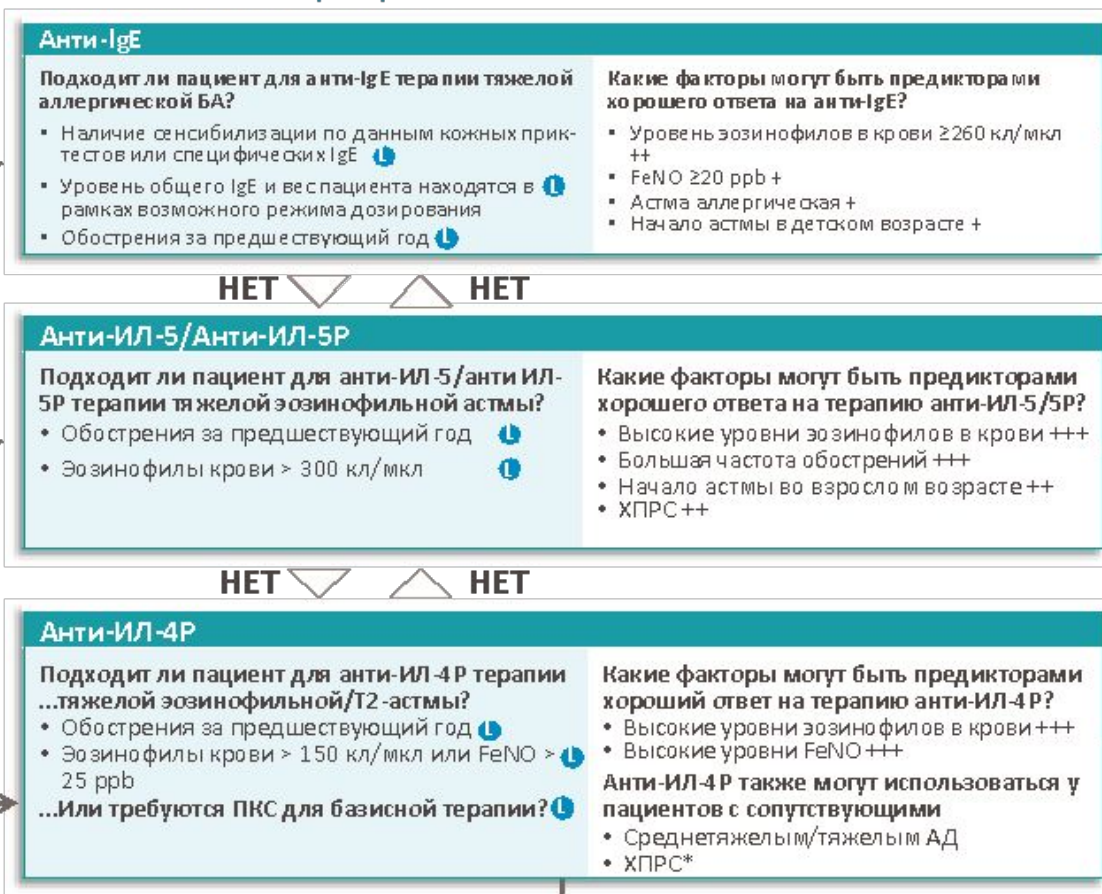 Анти-IgE
Подходит ли пациент для анти-IgE терапии тяжелой
аллергической БА?
▪ Наличие сенсибилизации по данным кожных прик-
тестов или специфических IgE L
▪ Уровень общего IgE и вес пациента находятся в L
рамках возможного режима дозирования
▪ Обострения за предшествующий год L
Какие факторы могут быть предикторами
хорошего ответа на анти-IgE?
▪ Уровень эозинофилов в крови ≥260 кл/мкл
++
▪ FeNO ≥20 ppb +
▪ Астма аллергическая +
▪ Начало астмы в детском возрасте +
НЕТ НЕТ
Анти-ИЛ-5/Анти-ИЛ-5Р
Подходит ли пациент для анти-ИЛ-5/анти ИЛ-
5Р терапии тяжелой эозинофильной астмы?
• Обострения за предшествующий год L
• Эозинофилы крови > 300 кл/мкл L
Какие факторы могут быть предикторами
хорошего ответа на терапию анти-ИЛ-5/5Р?
• Высокие уровни эозинофилов в крови +++
• Большая частота обострений +++
• Начало астмы во взрослом возрасте ++
• ХПРС ++
НЕТ НЕТ
Анти-ИЛ-4Р
Подходит ли пациент для анти-ИЛ-4Р терапии
...тяжелой эозинофильной/Т2-астмы?
• Обострения за предшествующий год L
• Эозинофилы крови > 150 кл/мкл или FeNO > L
25 ppb
...Или требуются ПКС для базисной терапии? L
Какие факторы могут быть предикторами
хороший ответ на терапию анти-ИЛ-4Р?
• Высокие уровни эозинофилов в крови +++
• Высокие уровни FeNO +++
Анти-ИЛ-4Р также могут использоваться у
пациентов с сопутствующими
• Среднетяжелым/тяжелым АД
• ХПРС*